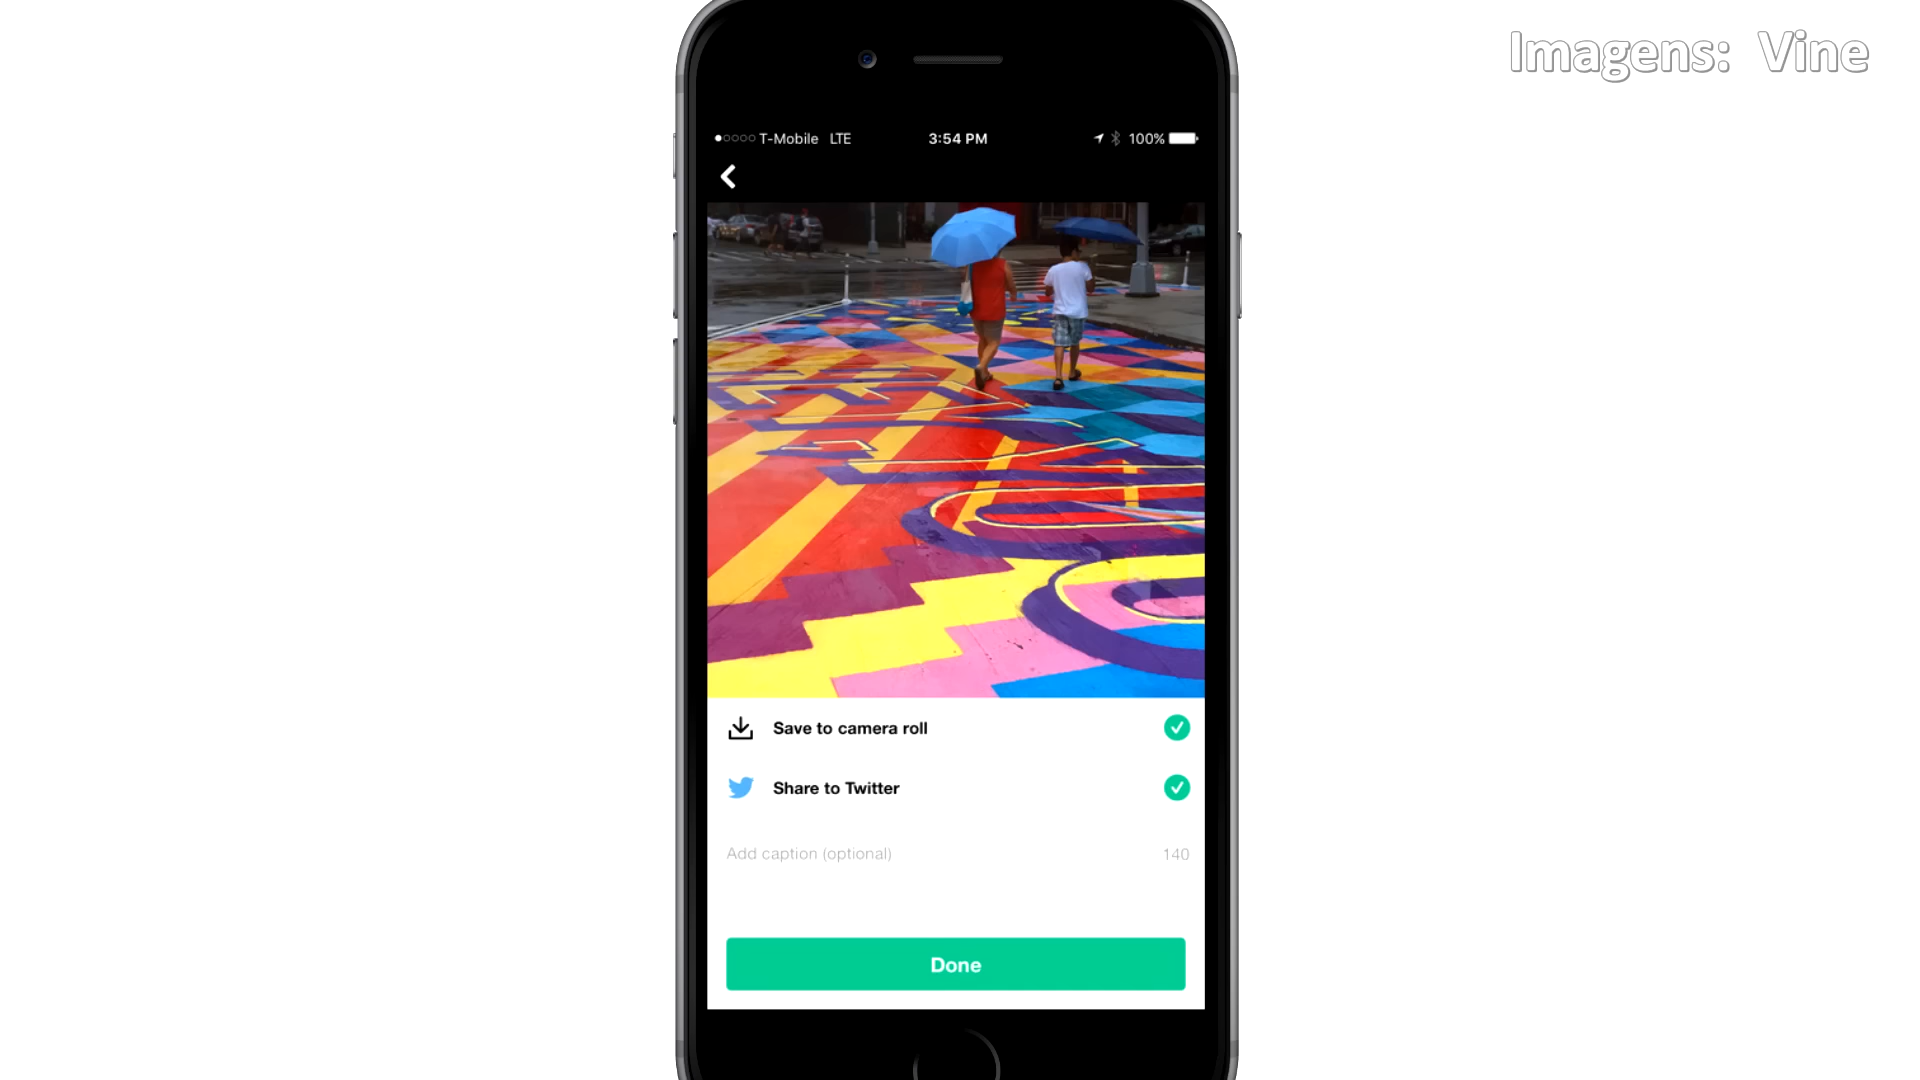 Imagens: Vine
T-Mobile LTE 3:54 PM 100%
Save to camera roll
Share to Twitter
Add caption (optional) 140
Done